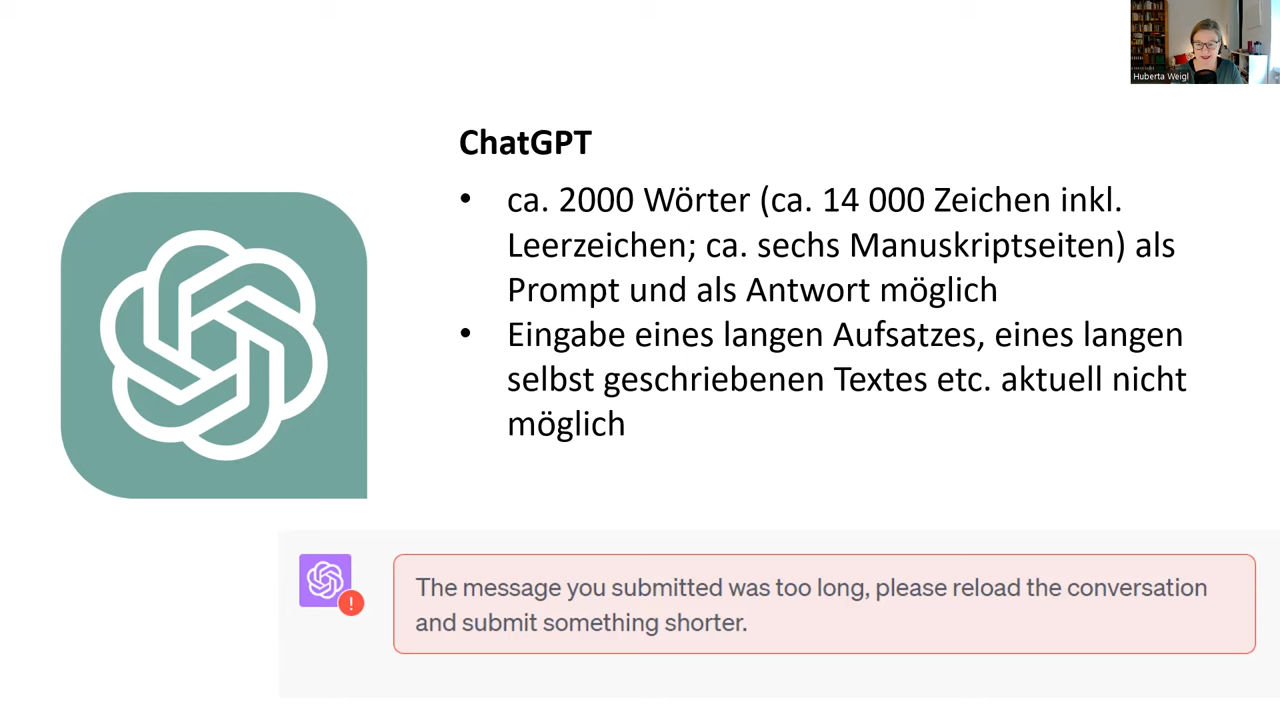 Huberta Weigl
ChatGPT
• ca. 2000 Wörter (ca. 14 000 Zeichen inkl.
Leerzeichen; ca. sechs Manuskriptseiten) als
Prompt und als Antwort möglich
• Eingabe eines langen Aufsatzes, eines langen
selbst geschriebenen Textes etc. aktuell nicht
möglich
!
The message you submitted was too long, please reload the conversation
and submit something shorter.